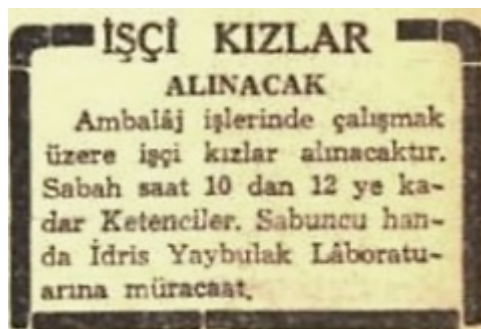 İŞÇİ KIZLAR
ALINACAK
Ambalâj işlerinde çalışmak
üzere işçi kızlar alınacaktır.
Sabah saat 10 dan 12 ye ka-
dar Ketenciler. Sabuncu han-
da İdris Yaybulak Lâboratu-
arına müracaat.